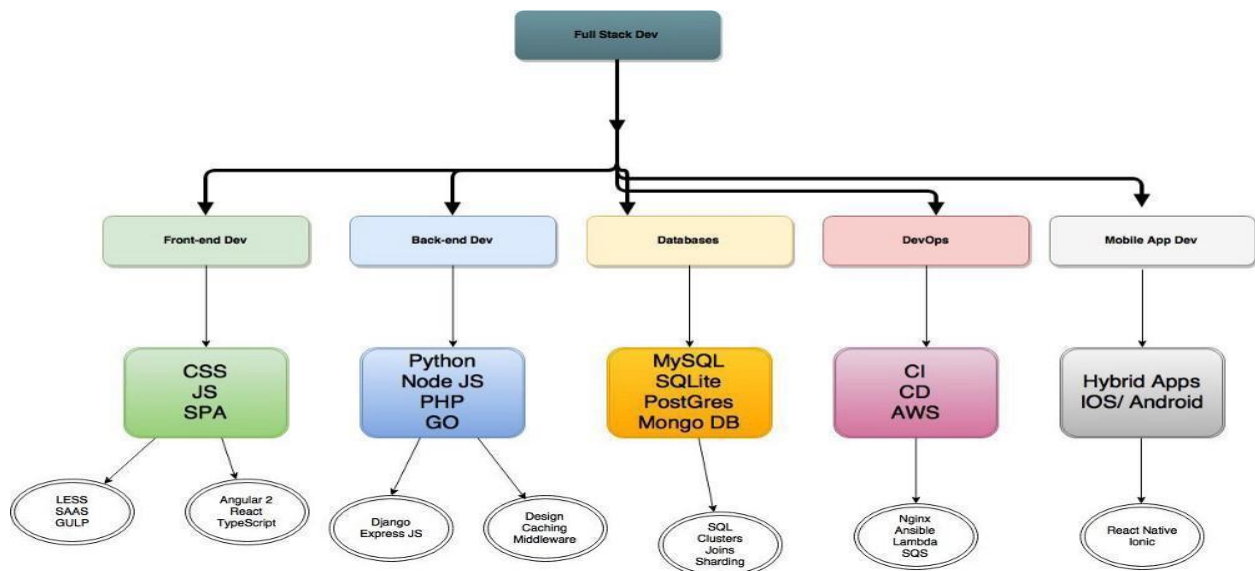 Full Stack Dev
Front-end Dev
Back-end Dev
Databases
DevOps
Mobile App Dev
CSS
JS
SPA
Python
Node JS
PHP
GO
MySQL
SQLite
PostGres
Mongo DB
CI
CD
AWS
Hybrid Apps
IOS/ Android
LESS
SAAS
GULP
Angular 2
React
TypeScript
Django
Express JS
Design
Caching
Middleware
SQL
Clusters
Joins
Sharding
Nginx
Ansible
Lambda
SQS
React Native
Ionic